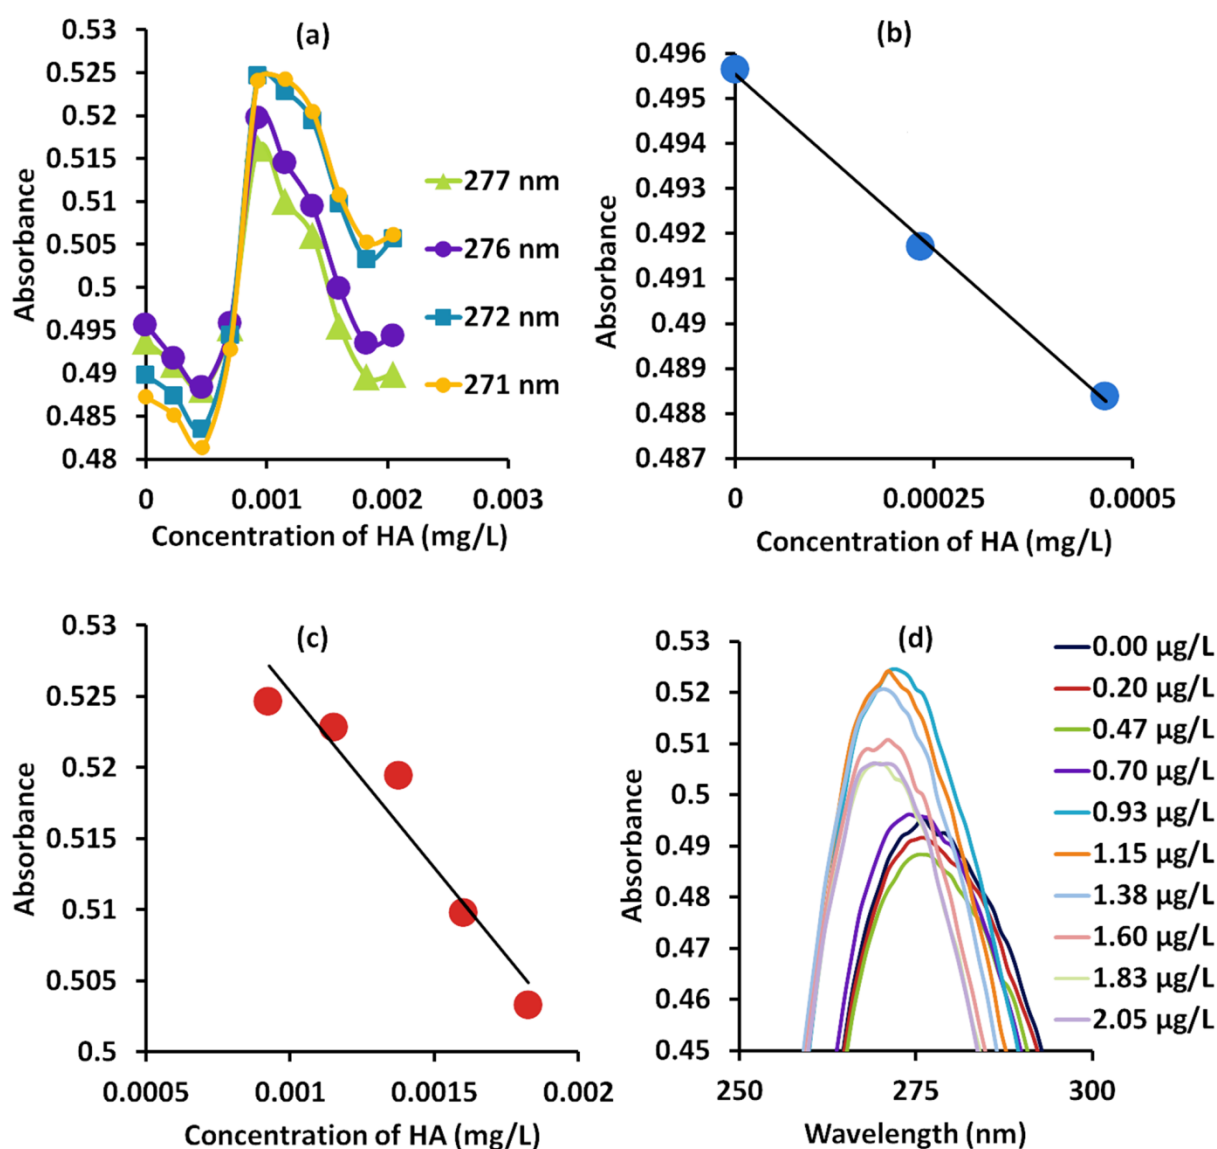 (a)
0.53
0.525
0.52
0.515
0.51
0.505
0.5
0.495
0.49
0.485
0.48
Absorbance
0 0.001 0.002 0.003
Concentration of HA (mg/L)
277 nm
276 nm
272 nm
271 nm
(b)
0.496
0.495
0.494
0.493
0.492
0.491
0.49
0.489
0.488
0.487
Absorbance
0 0.00025 0.0005
Concentration of HA (mg/L)
(c)
0.53
0.525
0.52
0.515
0.51
0.505
0.5
Absorbance
0.0005 0.001 0.0015 0.002
Concentration of HA (mg/L)
(d)
0.53
0.52
0.51
0.5
0.49
0.48
0.47
0.46
0.45
Absorbance
250 275 300
Wavelength (nm)
0.00 µg/L
0.20 µg/L
0.47 µg/L
0.70 µg/L
0.93 µg/L
1.15 µg/L
1.38 µg/L
1.60 µg/L
1.83 µg/L
2.05 µg/L